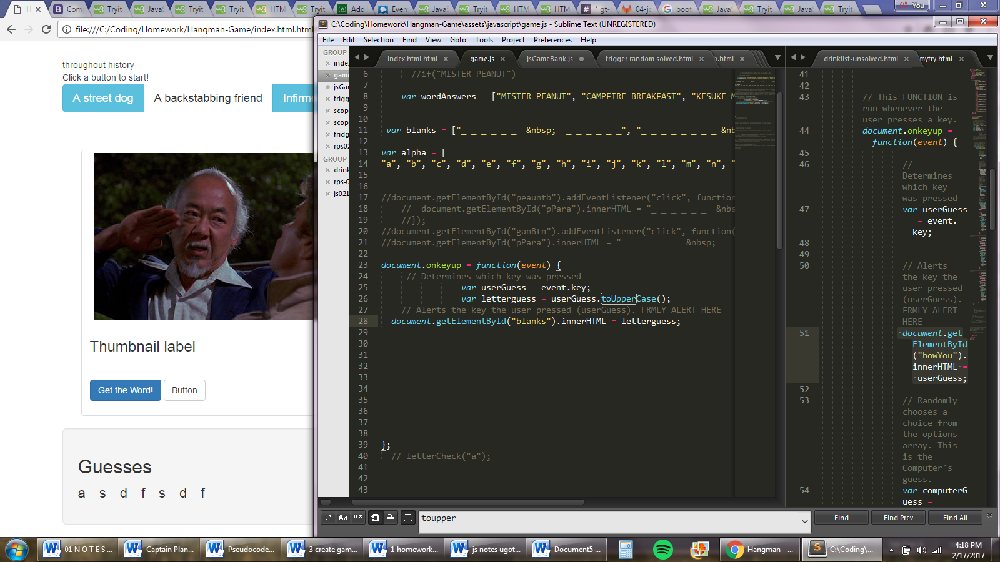 H
Com
Tryit
JavaS
Tryit
Tryit
HTM
Tryit
Add
Even
JavaS
Tryit
HTM
HTM
* gt-
04-jc
boot
JavaS
Tryit
JavaS
Tryit
You
file:///C:/Coding/Homework/Hangman-Game/index.html.html
throughout history
Click a button to start!
A street dog
A backstabbing friend
Infirme
Thumbnail label
...
Get the Word!
Button
Guesses
a s d f s d f
C:\Coding\Homework\Hangman-Game\assets\javascript\game.js - Sublime Text (UNREGISTERED)
File Edit Selection Find View Goto Tools Project Preferences Help
GROUP
index
game
jsGar
trigg
scop
scop
fridg
rps02
GROUP
drink
rps-0
js021
index.html.html
game.js
jsGameBank.js
trigger random solved.html
.html
6 //if("MISTER PEANUT")
7
8 var wordAnswers = ["MISTER PEANUT", "CAMPFIRE BREAKFAST", "KESUKE M
9
10
11 var blanks = ["_ _ _ _ _ _ &nbsp; _ _ _ _ _ _", "_ _ _ _ _ _ _ _ &nb
12
13 var alpha = [
14 "a", "b", "c", "d", "e", "f", "g", "h", "i", "j", "k", "l", "m", "n", "
15
16
17 //document.getElementById("peauntb").addEventListener("click", function
18 // document.getElementById("pPara").innerHTML = "_ _ _ _ _ _ &nbs
19 //});
20 //document.getElementById("ganBtn").addEventListener("click", function(
21 //document.getElementById("pPara").innerHTML = "_ _ _ _ _ _ &nbsp; _
22
23 document.onkeyup = function(event) {
24 // Determines which key was pressed
25 var userGuess = event.key;
26 var letterguess = userGuess.toUpperCase();
27 // Alerts the key the user pressed (userGuess). FRMLY ALERT HERE
28 document.getElementById("blanks").innerHTML = letterguess;
29
30
31
32
33
34
35
36
37
38
39 };
40 // letterCheck("a");
41
42
43
drinklist-unsolved.html
mytry.html
41
42
43 // This FUNCTION is
run whenever the
user presses a key.
44 document.onkeyup =
function(event) {
45
46 //
Determines
which key
was pressed
47 var userGuess
= event.
key;
48
49
50 // Alerts
the key the
user pressed
(userGuess).
FRMLY ALERT
HERE
51 document.get
ElementById
("howYou").
innerHTML =
userGuess;
52
53 // Randomly
chooses a
choice from
the options
array. This
is the
Computer's
guess.
54 var computerG
uess =
.* Aa “ ”
toupper
Find
Find Prev
Find All
01 N O T E S ...
Captain Plan...
Pseudocode...
3 create gam...
1 homework...
js notes ugot...
Document5 ...
Hangman - ...
C:\Coding\...
4:18 PM
2/17/2017